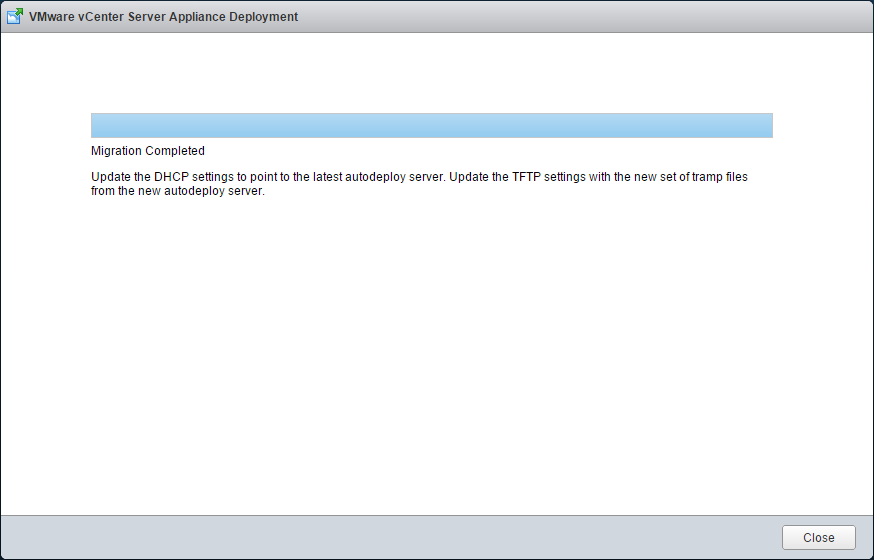 VMware vCenter Server Appliance Deployment
Migration Completed
Update the DHCP settings to point to the latest autodeploy server. Update the TFTP settings with the new set of tramp files
from the new autodeploy server.
Close